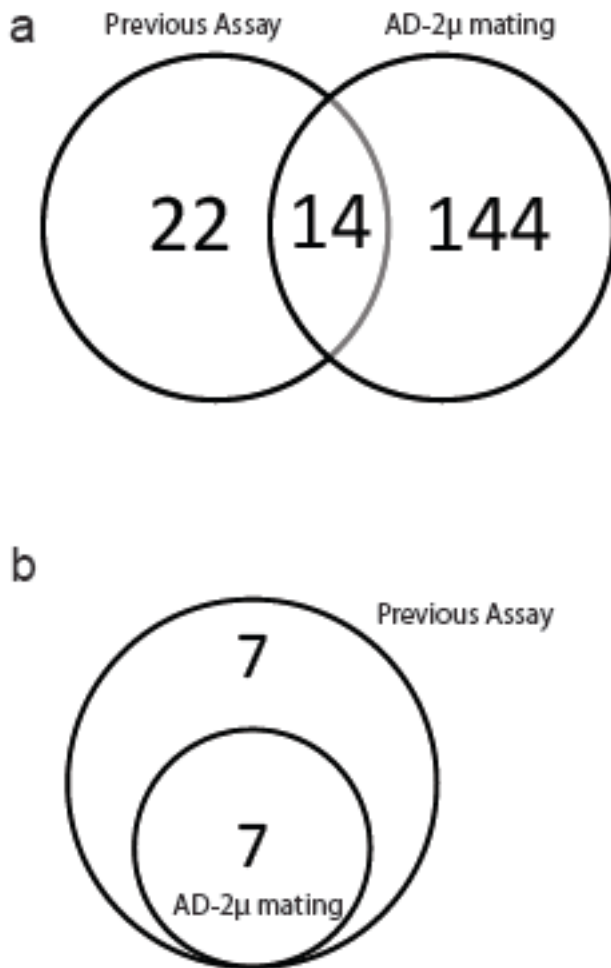 a
Previous Assay AD-2µ mating
22 14 144
b
Previous Assay
7
7
AD-2µ mating